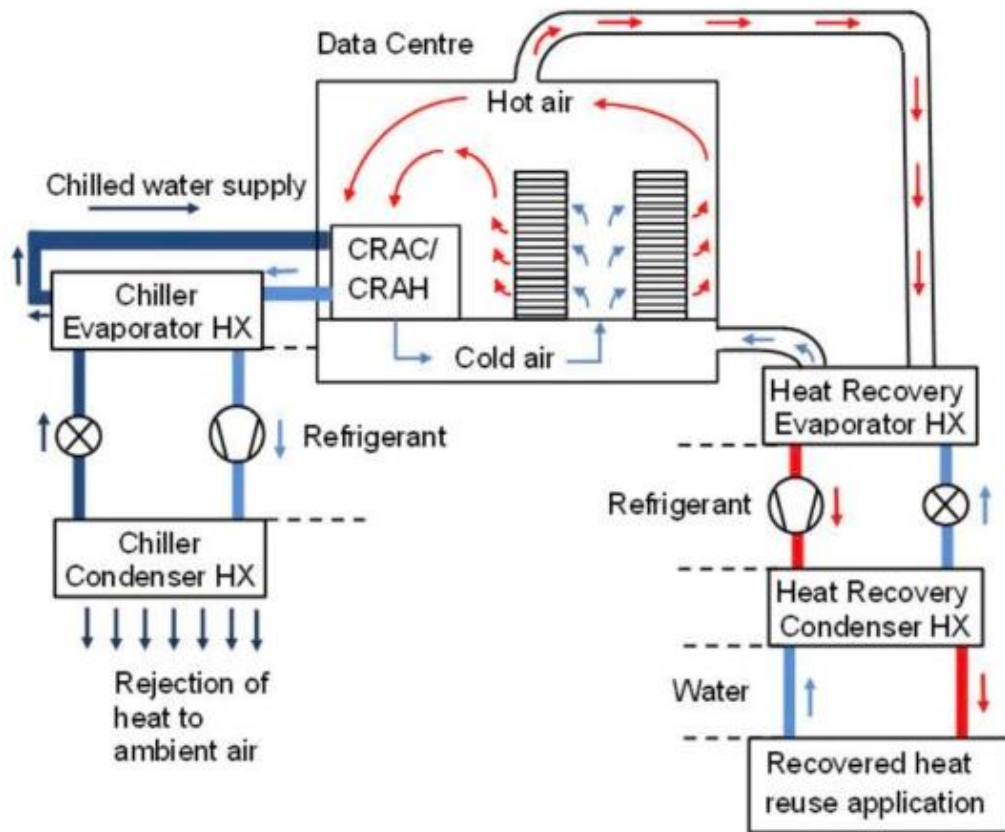 Data Centre
Hot air
Chilled water supply
CRAC/
CRAH
Chiller
Evaporator HX
Cold air
Heat Recovery
Evaporator HX
Refrigerant
Refrigerant
Chiller
Condenser HX
Heat Recovery
Condenser HX
Rejection of
heat to
ambient air
Water
Recovered heat
reuse application